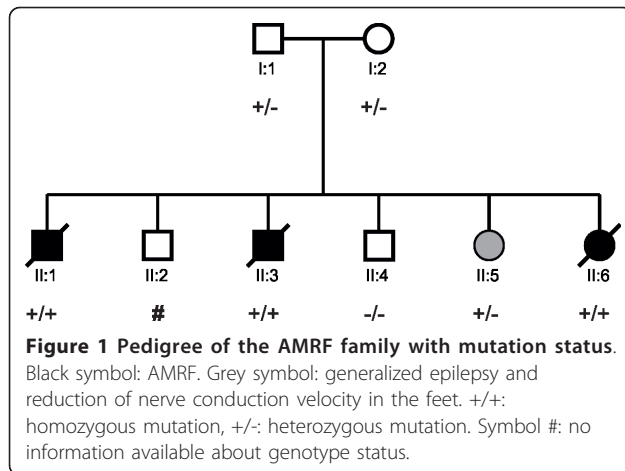 I:1 I:2
+/- +/-
II:1 II:2 II:3 II:4 II:5 II:6
+/+ # +/+ -/- +/- +/+
Figure 1 Pedigree of the AMRF family with mutation status.
Black symbol: AMRF. Grey symbol: generalized epilepsy and
reduction of nerve conduction velocity in the feet. +/+:
homozygous mutation, +/-: heterozygous mutation. Symbol #: no
information available about genotype status.